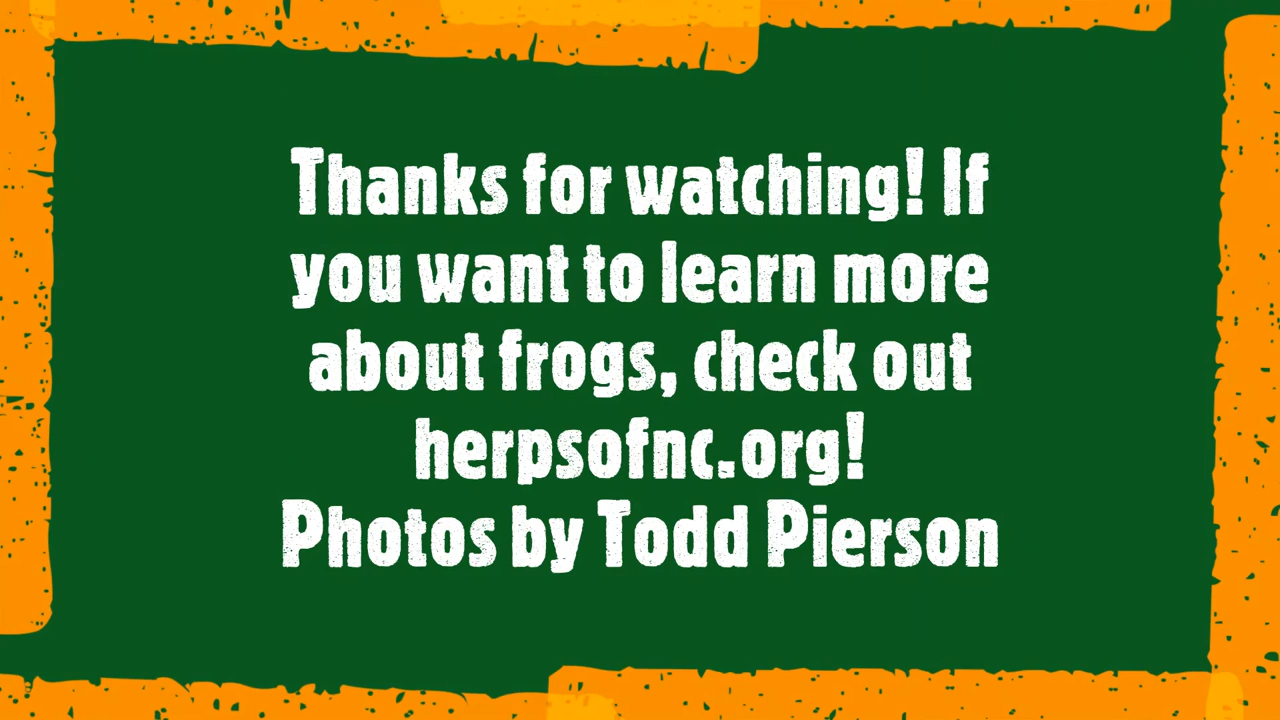 Thanks for watching! If
you want to learn more
about frogs, check out
herpsofnc.org!
Photos by Todd Pierson